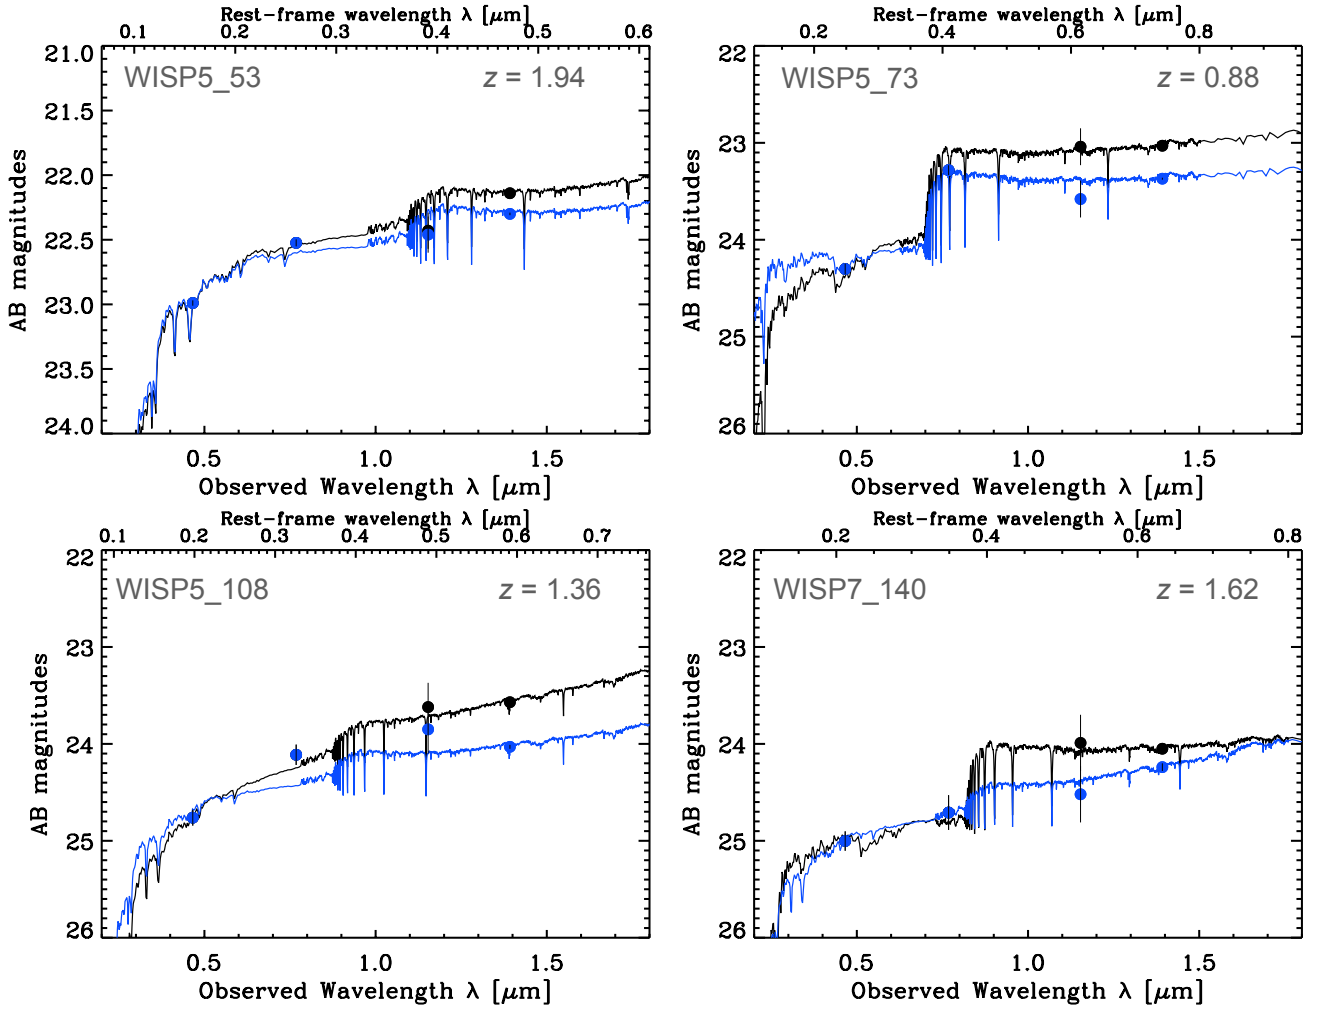 Rest-frame wavelength λ [μm]
0.1 0.2 0.3 0.4 0.5 0.6
WISP5_53 z = 1.94
AB magnitudes
21.0
21.5
22.0
22.5
23.0
23.5
24.0
0.5 1.0 1.5
Observed Wavelength λ [μm]
Rest-frame wavelength λ [μm]
0.2 0.4 0.6 0.8
WISP5_73 z = 0.88
AB magnitudes
22
23
24
25
26
0.5 1.0 1.5
Observed Wavelength λ [μm]
Rest-frame wavelength λ [μm]
0.1 0.2 0.3 0.4 0.5 0.6 0.7
WISP5_108 z = 1.36
AB magnitudes
22
23
24
25
26
0.5 1.0 1.5
Observed Wavelength λ [μm]
Rest-frame wavelength λ [μm]
0.2 0.4 0.6 0.8
WISP7_140 z = 1.62
AB magnitudes
22
23
24
25
26
0.5 1.0 1.5
Observed Wavelength λ [μm]